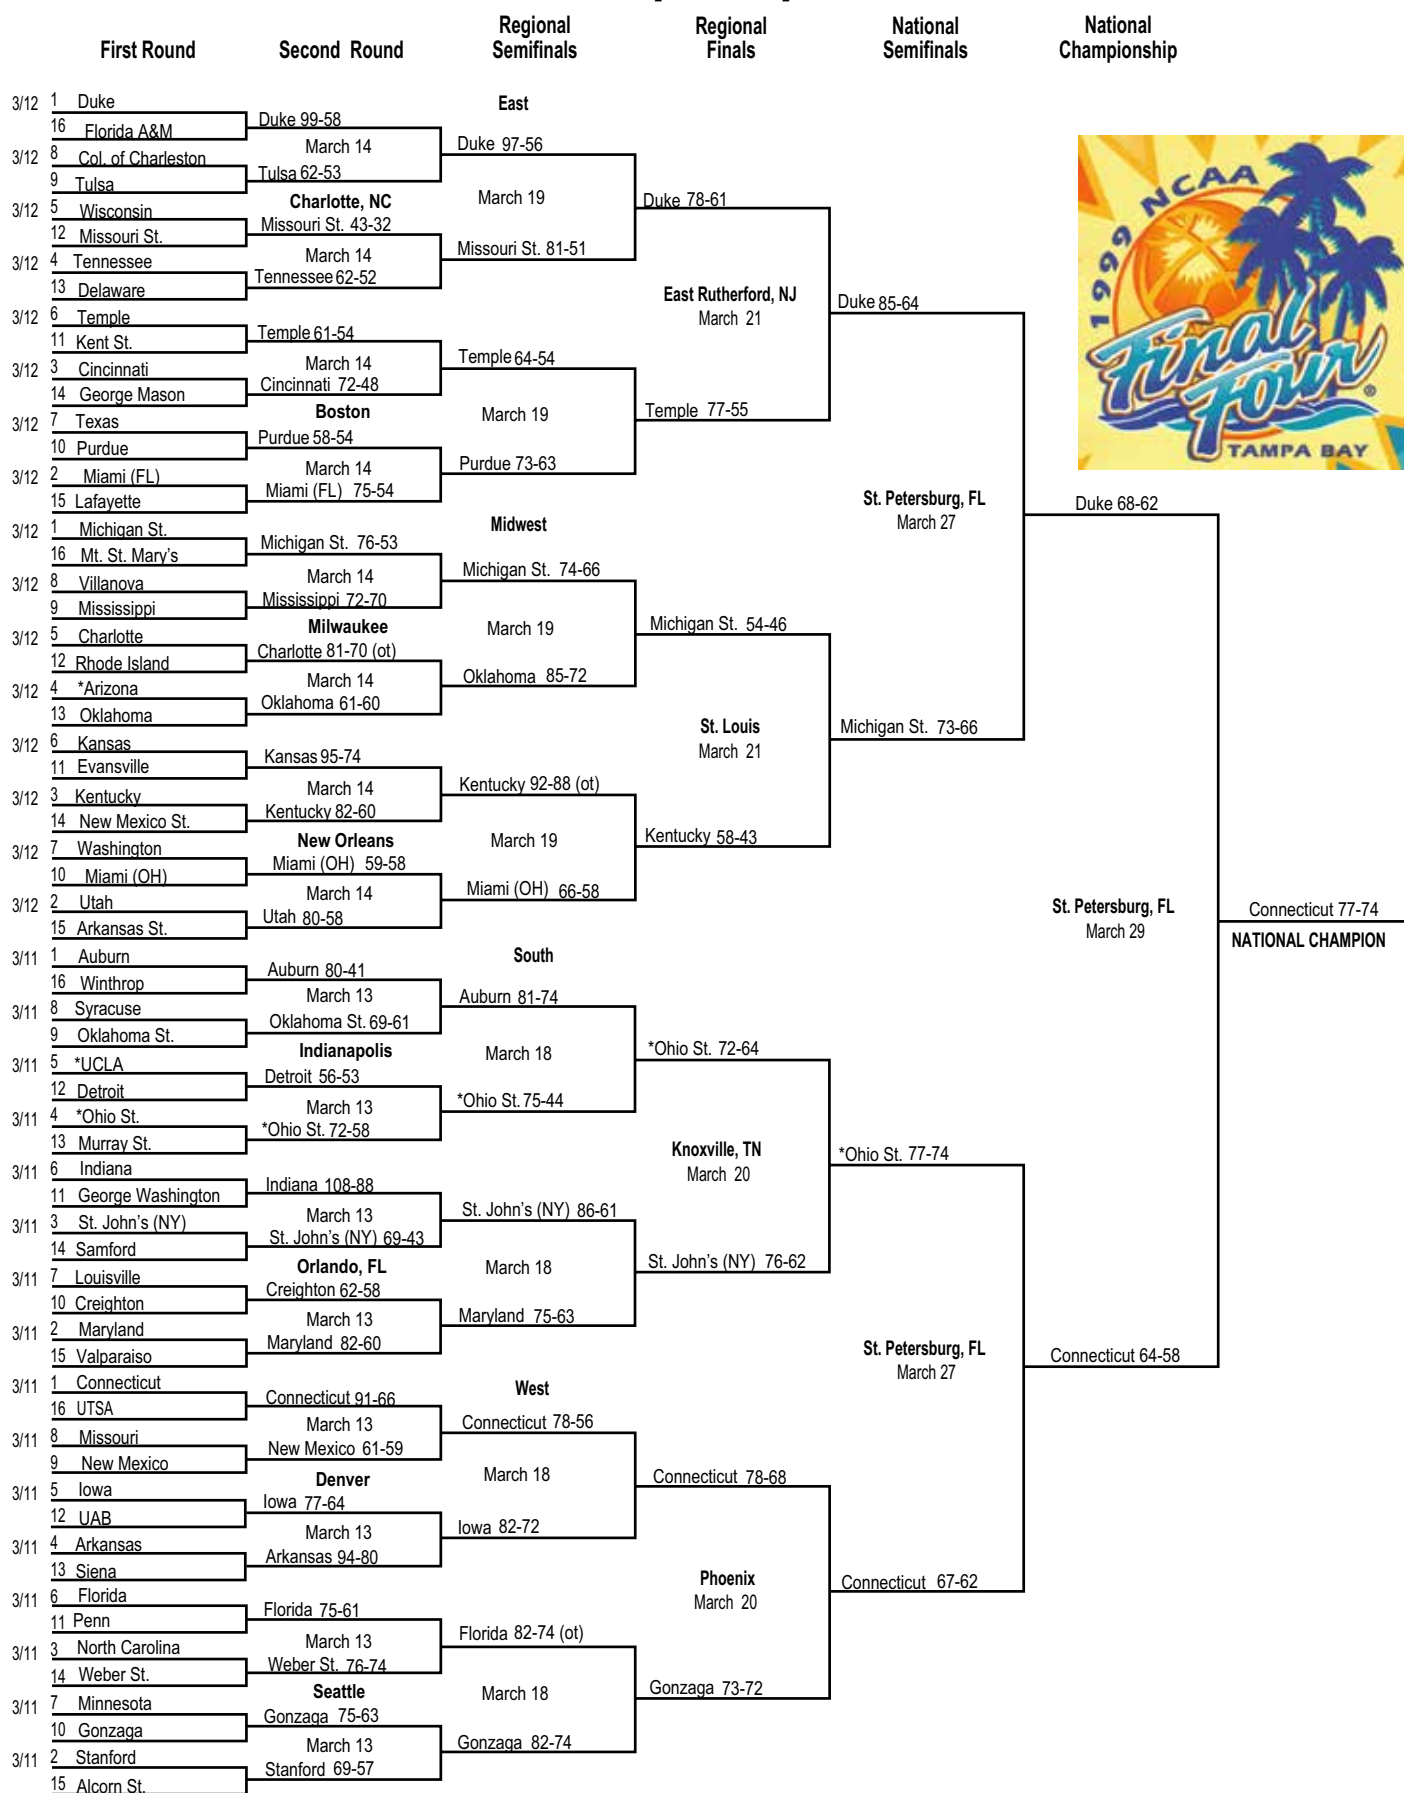 First Round
Second Round
Regional
Semifinals
Regional
Finals
National
Semifinals
National
Championship
3/12 1 Duke
16 Florida A&M
3/12 8 Col. of Charleston
9 Tulsa
3/12 5 Wisconsin
12 Missouri St.
3/12 4 Tennessee
13 Delaware
3/12 6 Temple
11 Kent St.
3/12 3 Cincinnati
14 George Mason
3/12 7 Texas
10 Purdue
3/12 2 Miami (FL)
15 Lafayette
3/12 1 Michigan St.
16 Mt. St. Mary's
3/12 8 Villanova
9 Mississippi
3/12 5 Charlotte
12 Rhode Island
3/12 4 *Arizona
13 Oklahoma
3/12 6 Kansas
11 Evansville
3/12 3 Kentucky
14 New Mexico St.
3/12 7 Washington
10 Miami (OH)
3/12 2 Utah
15 Arkansas St.
3/11 1 Auburn
16 Winthrop
3/11 8 Syracuse
9 Oklahoma St.
3/11 5 *UCLA
12 Detroit
3/11 4 *Ohio St.
13 Murray St.
3/11 6 Indiana
11 George Washington
3/11 3 St. John's (NY)
14 Samford
3/11 7 Louisville
10 Creighton
3/11 2 Maryland
15 Valparaiso
3/11 1 Connecticut
16 UTSA
3/11 8 Missouri
9 New Mexico
3/11 5 Iowa
12 UAB
3/11 4 Arkansas
13 Siena
3/11 6 Florida
11 Penn
3/11 3 North Carolina
14 Weber St.
3/11 7 Minnesota
10 Gonzaga
3/11 2 Stanford
15 Alcorn St.
Duke 99-58
March 14
Tulsa 62-53
Charlotte, NC
Missouri St. 43-32
March 14
Tennessee 62-52
Temple 61-54
March 14
Cincinnati 72-48
Boston
Purdue 58-54
March 14
Miami (FL) 75-54
Michigan St. 76-53
March 14
Mississippi 72-70
Milwaukee
Charlotte 81-70 (ot)
March 14
Oklahoma 61-60
Kansas 95-74
March 14
Kentucky 82-60
New Orleans
Miami (OH) 59-58
March 14
Utah 80-58
Auburn 80-41
March 13
Oklahoma St. 69-61
Indianapolis
Detroit 56-53
March 13
*Ohio St. 72-58
Indiana 108-88
March 13
St. John's (NY) 69-43
Orlando, FL
Creighton 62-58
March 13
Maryland 82-60
Connecticut 91-66
March 13
New Mexico 61-59
Denver
Iowa 77-64
March 13
Arkansas 94-80
Florida 75-61
March 13
Weber St. 76-74
Seattle
Gonzaga 75-63
March 13
Stanford 69-57
East
Duke 97-56
March 19
Missouri St. 81-51
Temple 64-54
March 19
Purdue 73-63
Midwest
Michigan St. 74-66
March 19
Oklahoma 85-72
Kentucky 92-88 (ot)
March 19
Miami (OH) 66-58
South
Auburn 81-74
March 18
*Ohio St. 75-44
St. John's (NY) 86-61
March 18
Maryland 75-63
West
Connecticut 78-56
March 18
Iowa 82-72
Florida 82-74 (ot)
March 18
Gonzaga 82-74
Duke 78-61
East Rutherford, NJ
March 21
Temple 77-55
Michigan St. 54-46
St. Louis
March 21
Kentucky 58-43
*Ohio St. 72-64
Knoxville, TN
March 20
St. John's (NY) 76-62
Connecticut 78-68
Phoenix
March 20
Gonzaga 73-72
Duke 85-64
St. Petersburg, FL
March 27
Michigan St. 73-66
*Ohio St. 77-74
St. Petersburg, FL
March 27
Connecticut 67-62
Duke 68-62
St. Petersburg, FL
March 29
Connecticut 64-58
Connecticut 77-74
NATIONAL CHAMPION
1999 NCAA
Final
Four
®
TAMPA BAY